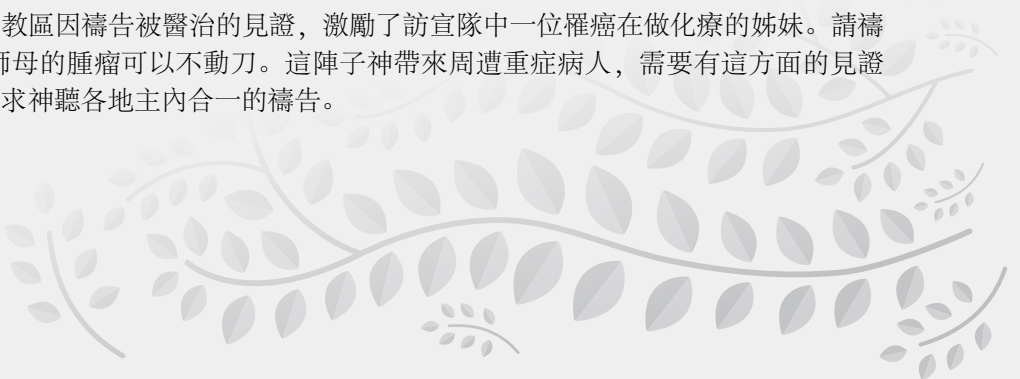 教區因禱告被醫治的見證，激勵了訪宣隊中一位罹癌在做化療的姊妹。請禱
師母的腫瘤可以不動刀。這陣子神帶來周遭重症病人，需要有這方面的見證
求神聽各地主內合一的禱告。